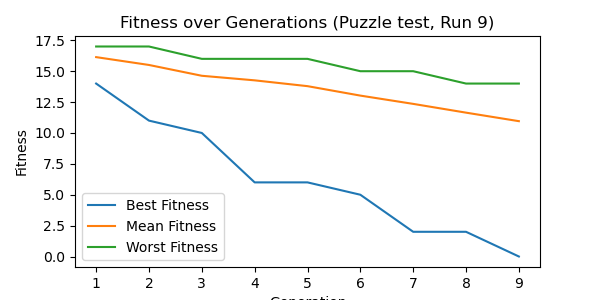 Fitness over Generations (Puzzle test, Run 9)
17.5
15.0
12.5
10.0
7.5
5.0
2.5
0.0
Fitness
Best Fitness
Mean Fitness
Worst Fitness
1 2 3 4 5 6 7 8 9
Generation